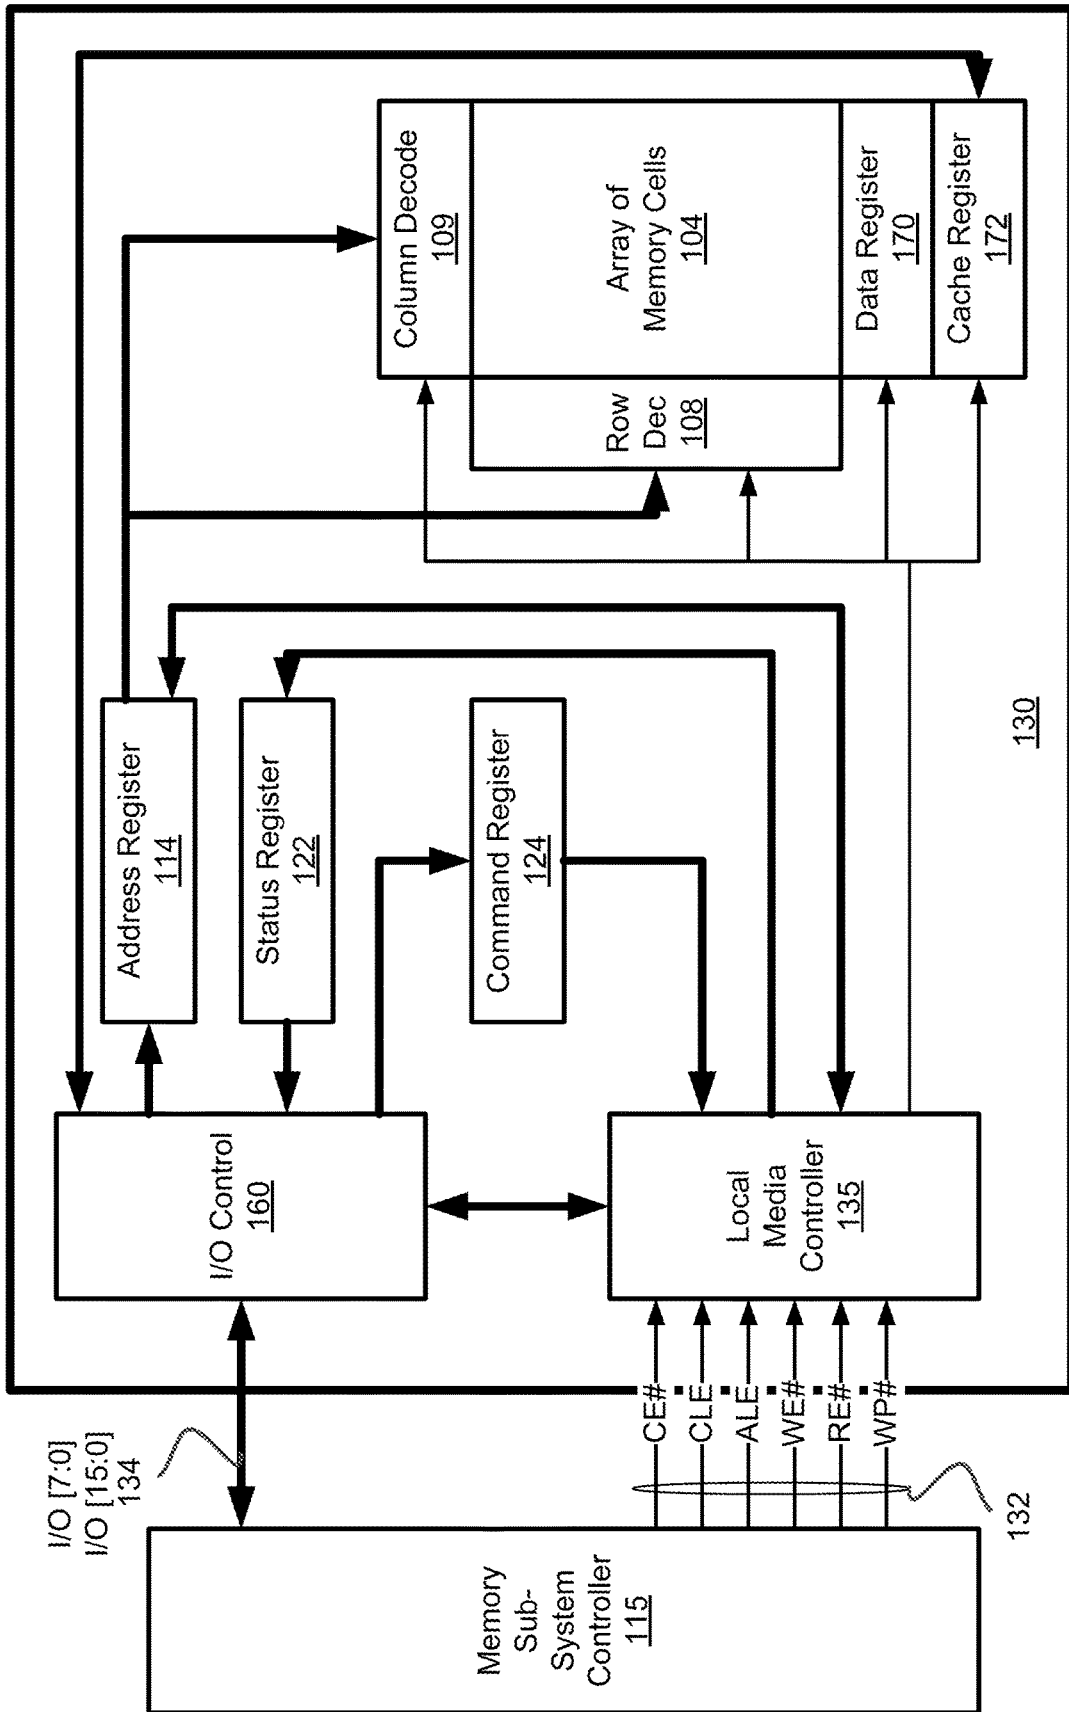 I/O [7:0]
I/O [15:0]
134
Memory
Sub-
System
Controller
115
132
CE#
CLE
ALE
WE#
RE#
WP#
I/O Control
160
Local
Media
Controller
135
Address Register
114
Status Register
122
Command Register
124
130
Row
Dec
108
Column Decode
109
Array of
Memory Cells
104
Data Register
170
Cache Register
172